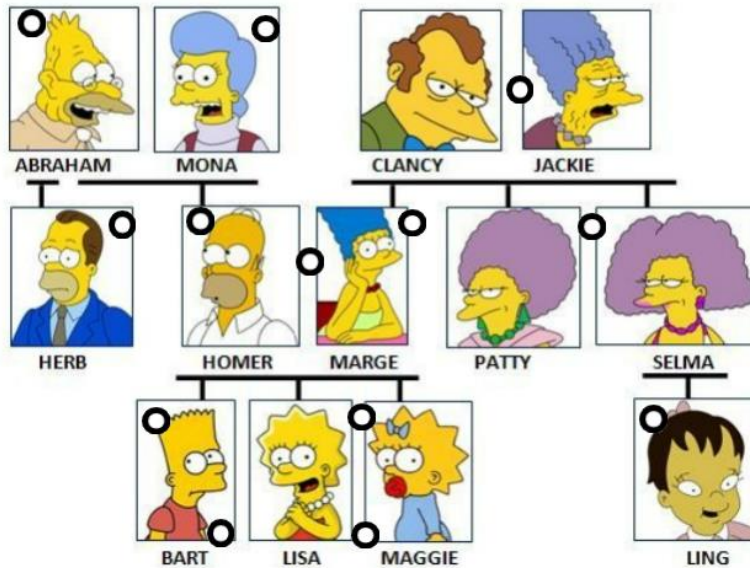 ABRAHAM MONA CLANCY JACKIE
HERB HOMER MARGE PATTY SELMA
BART LISA MAGGIE LING